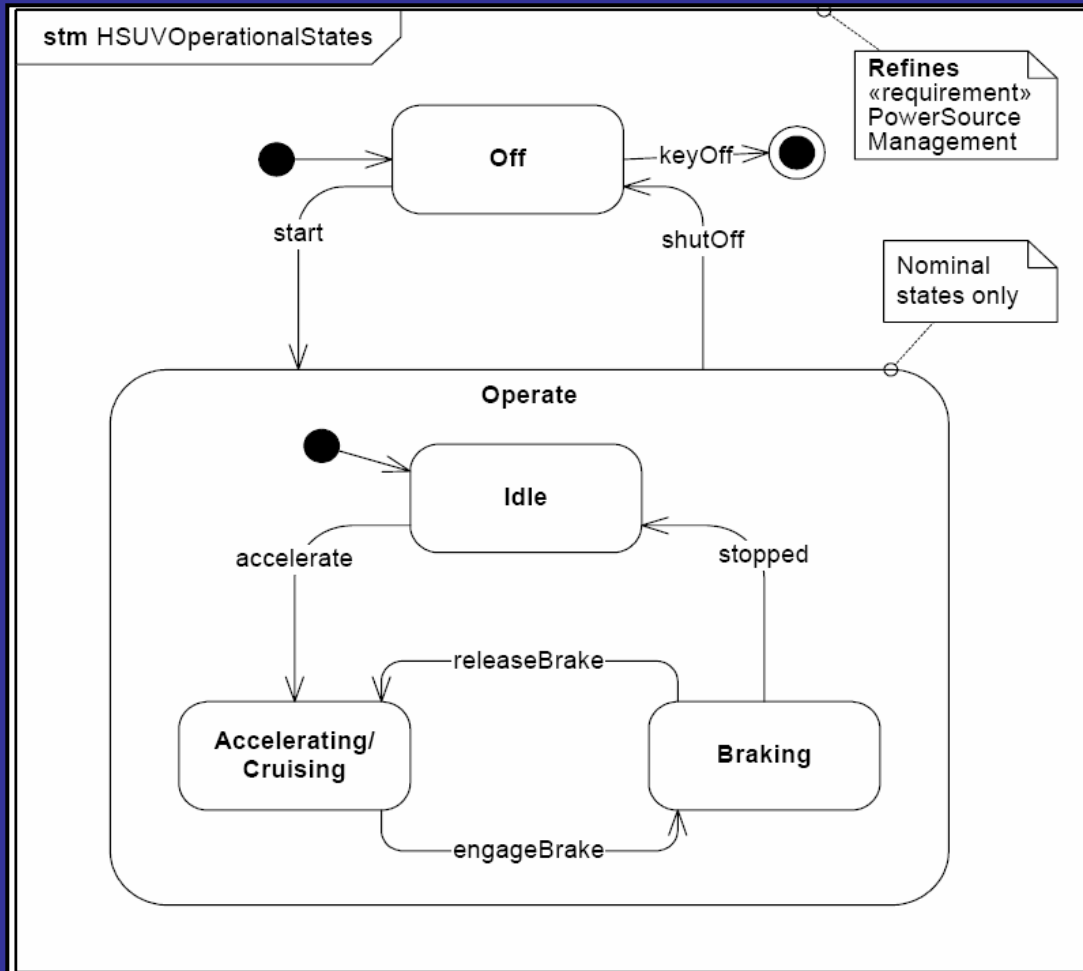 stm HSUVOperationalStates
Refines
«requirement»
PowerSource
Management
Off
keyOff
start
shutOff
Nominal
states only
Operate
Idle
accelerate
stopped
releaseBrake
Accelerating/
Cruising
Braking
engageBrake